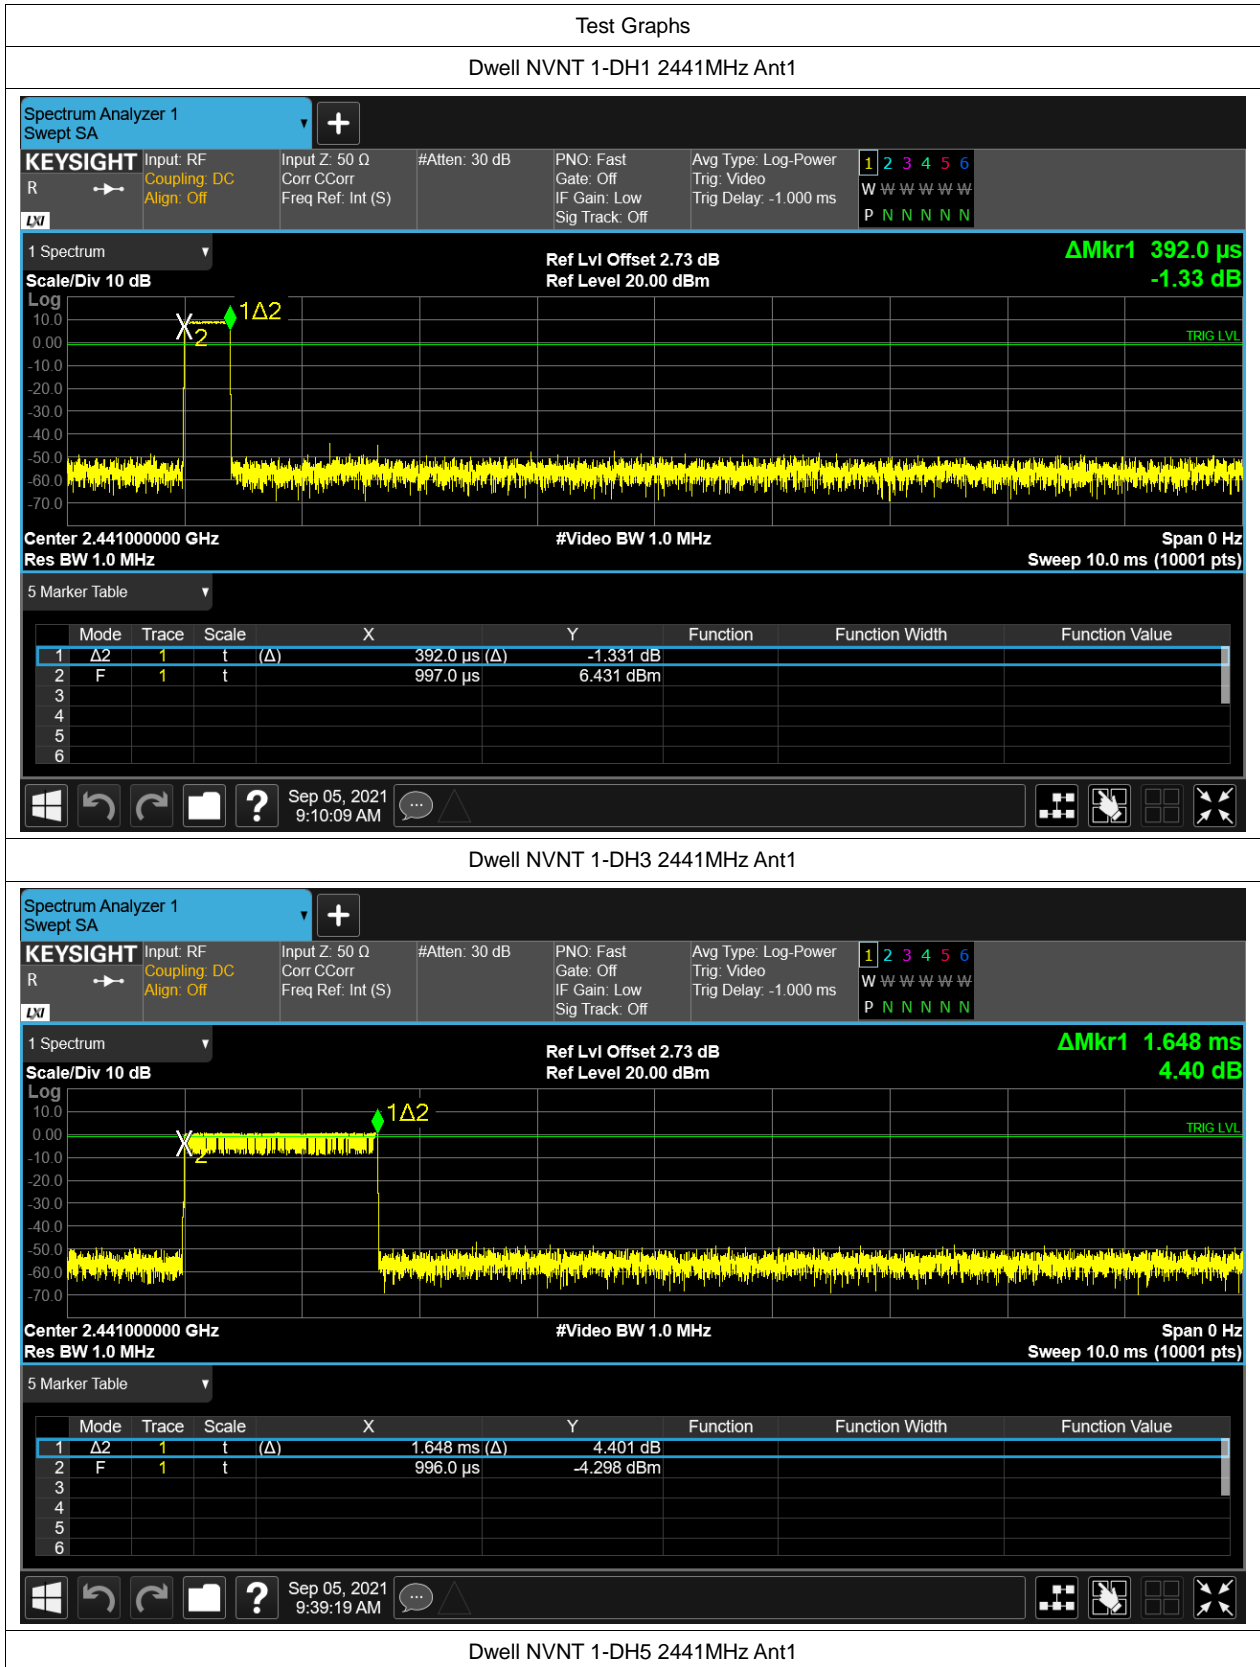 Test Graphs
Dwell NVNT 1-DH1 2441MHz Ant1
Spectrum Analyzer 1
Swept SA
KEYSIGHT Input: RF Input Z: 50 Ω #Atten: 30 dB PNO: Fast Avg Type: Log-Power 1 2 3 4 5 6
R Coupling: DC Corr CCorr Gate: Off Trig: Video W W W W W W
Align: Off Freq Ref: Int (S) IF Gain: Low Trig Delay: -1.000 ms
LXI Sig Track: Off P N N N N N
1 Spectrum
Ref Lvl Offset 2.73 dB ΔMkr1 392.0 µs
Scale/Div 10 dB Ref Level 20.00 dBm -1.33 dB
Log
10.0 1Δ2
0.00 2 TRIG LVL
-10.0
-20.0
-30.0
-40.0
-50.0
-60.0
-70.0
Center 2.441000000 GHz #Video BW 1.0 MHz Span 0 Hz
Res BW 1.0 MHz Sweep 10.0 ms (10001 pts)
5 Marker Table
Mode Trace Scale X Y Function Function Width Function Value
1 Δ2 1 t (Δ) 392.0 µs (Δ) -1.331 dB
2 F 1 t 997.0 µs 6.431 dBm
3
4
5
6
? Sep 05, 2021
9:10:09 AM
Dwell NVNT 1-DH3 2441MHz Ant1
Spectrum Analyzer 1
Swept SA
KEYSIGHT Input: RF Input Z: 50 Ω #Atten: 30 dB PNO: Fast Avg Type: Log-Power 1 2 3 4 5 6
R Coupling: DC Corr CCorr Gate: Off Trig: Video W W W W W W
Align: Off Freq Ref: Int (S) IF Gain: Low Trig Delay: -1.000 ms
LXI Sig Track: Off P N N N N N
1 Spectrum
Ref Lvl Offset 2.73 dB ΔMkr1 1.648 ms
Scale/Div 10 dB Ref Level 20.00 dBm 4.40 dB
Log
10.0 1Δ2
0.00 TRIG LVL
-10.0 2
-20.0
-30.0
-40.0
-50.0
-60.0
-70.0
Center 2.441000000 GHz #Video BW 1.0 MHz Span 0 Hz
Res BW 1.0 MHz Sweep 10.0 ms (10001 pts)
5 Marker Table
Mode Trace Scale X Y Function Function Width Function Value
1 Δ2 1 t (Δ) 1.648 ms (Δ) 4.401 dB
2 F 1 t 996.0 µs -4.298 dBm
3
4
5
6
? Sep 05, 2021
9:39:19 AM
Dwell NVNT 1-DH5 2441MHz Ant1